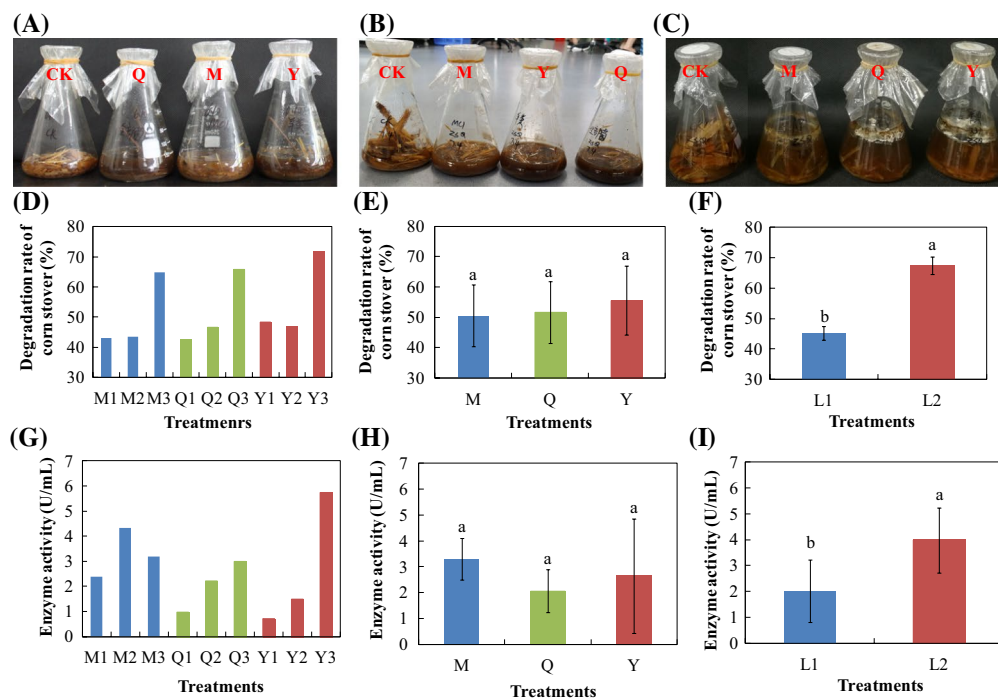 (A) (B) (C)
CK Q M Y
CK M Y Q
CK M Q Y
(D)
Degradation rate of
corn stover (%)
80
70
60
50
40
30
M1 M2 M3 Q1 Q2 Q3 Y1 Y2 Y3
Treatmenrs
(E)
Degradation rate of
corn stover (%)
80
70
60
50
40
30
a a a
M Q Y
Treatments
(F)
Degradation rate of
corn stover (%)
80
70
60
50
40
30
b a
L1 L2
Treatments
(G)
Enzyme activity (U/mL)
7
6
5
4
3
2
1
0
M1 M2 M3 Q1 Q2 Q3 Y1 Y2 Y3
Treatments
(H)
Enzyme activity (U/mL)
7
6
5
4
3
2
1
0
a a a
M Q Y
Treatments
(I)
Enzyme activity (U/mL)
7
6
5
4
3
2
1
0
b a
L1 L2
Treatments